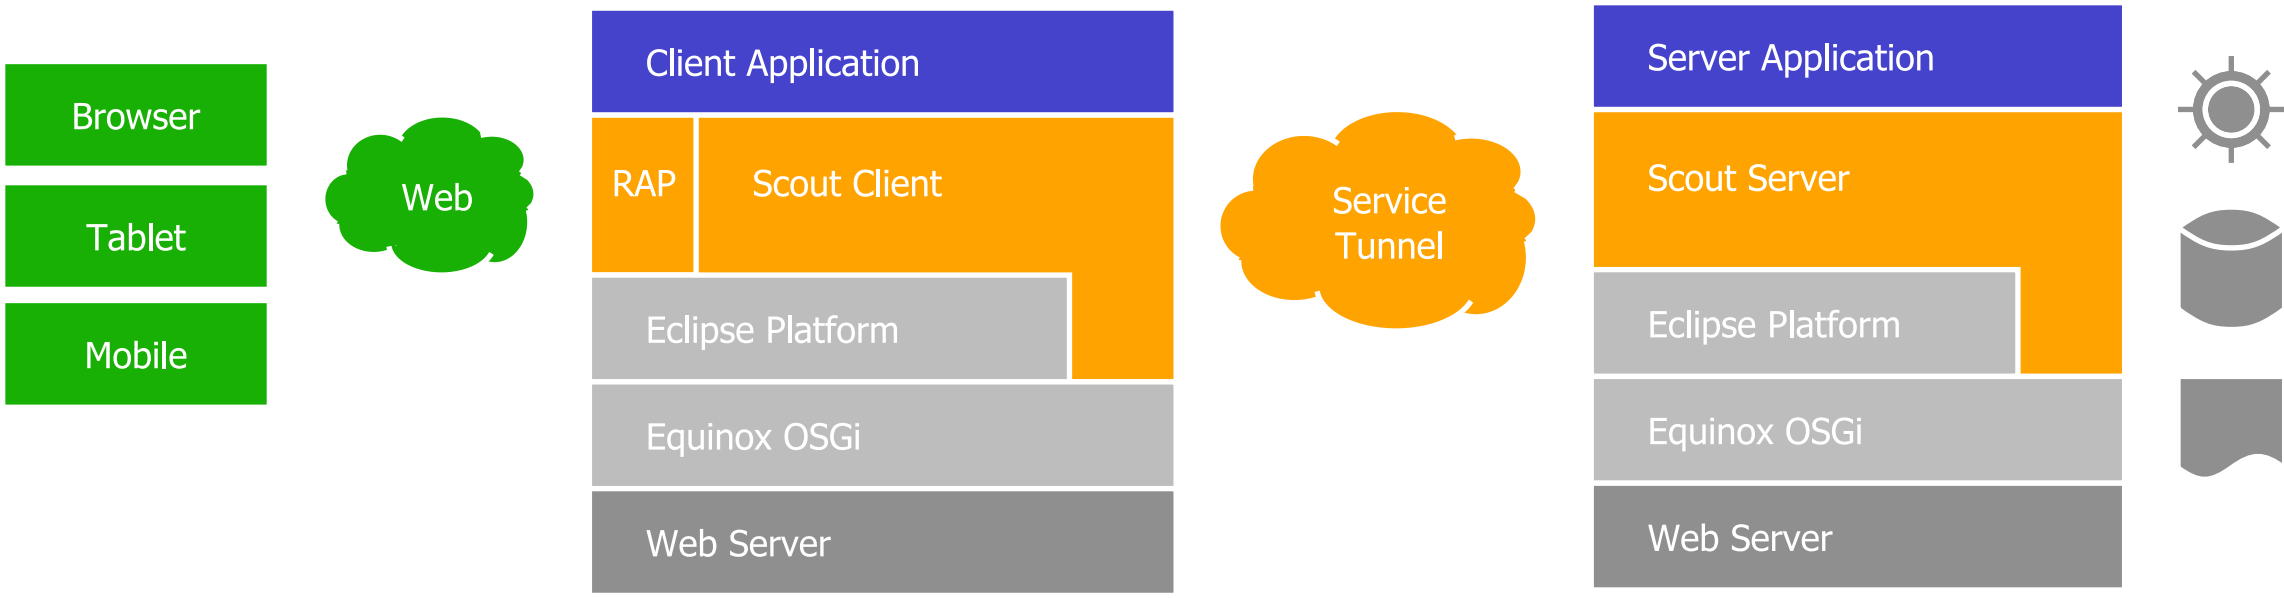 Browser
Tablet
Mobile
Web
Client Application
RAP
Scout Client
Eclipse Platform
Equinox OSGi
Web Server
Service
Tunnel
Server Application
Scout Server
Eclipse Platform
Equinox OSGi
Web Server